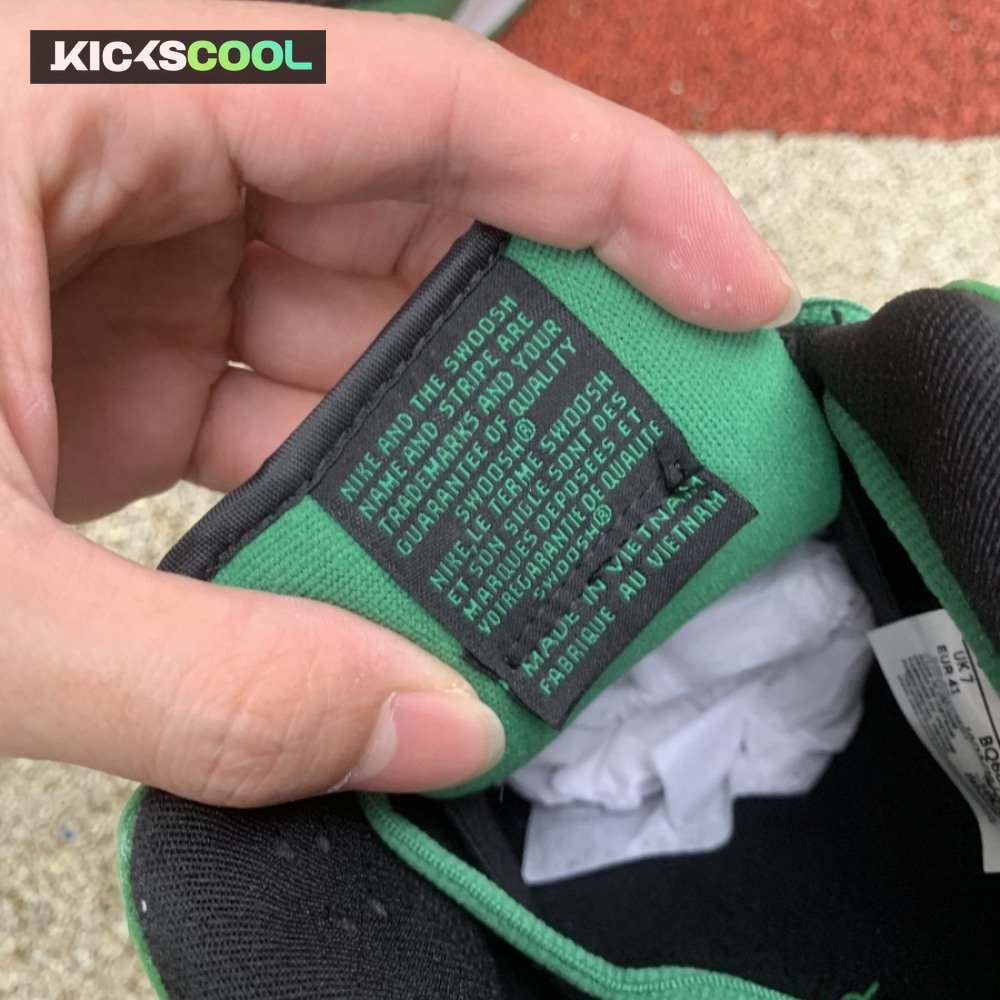 KICKSCOOL
NIKE AND THE SWOOSH
NAME AND STRIPE ARE
TRADEMARKS AND YOUR
GUARANTEE OF QUALITY
SWOOSH®
NIKE, LE TERME SWOOSH
ET SON SIGLE SONT DES
MARQUES DEPOSEES ET
VOTRE GARANTIE DE QUALITE
SWOOSH®
MADE IN VIETNAM
FABRIQUE AU VIETNAM
UK 7
EUR 41